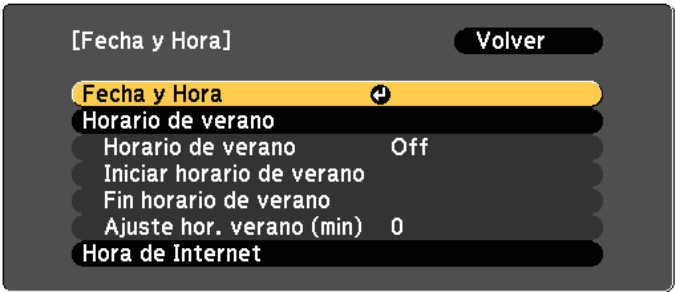 [Fecha y Hora] Volver
Fecha y Hora
Horario de verano
Horario de verano Off
Iniciar horario de verano
Fin horario de verano
Ajuste hor. verano (min) 0
Hora de Internet